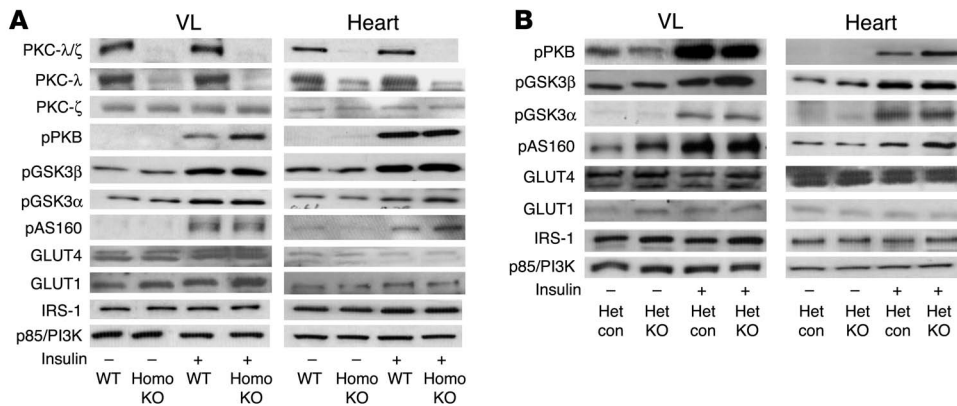 A
VL
Heart
PKC-λ/ζ
PKC-λ
PKC-ζ
pPKB
pGSK3β
pGSK3α
pAS160
GLUT4
GLUT1
IRS-1
p85/PI3K
Insulin – – + + – – + +
WT Homo KO WT Homo KO WT Homo KO WT Homo KO
B
VL
Heart
pPKB
pGSK3β
pGSK3α
pAS160
GLUT4
GLUT1
IRS-1
p85/PI3K
Insulin – – + + – – + +
Het Het Het Het Het Het Het Het
con KO con KO con KO con KO